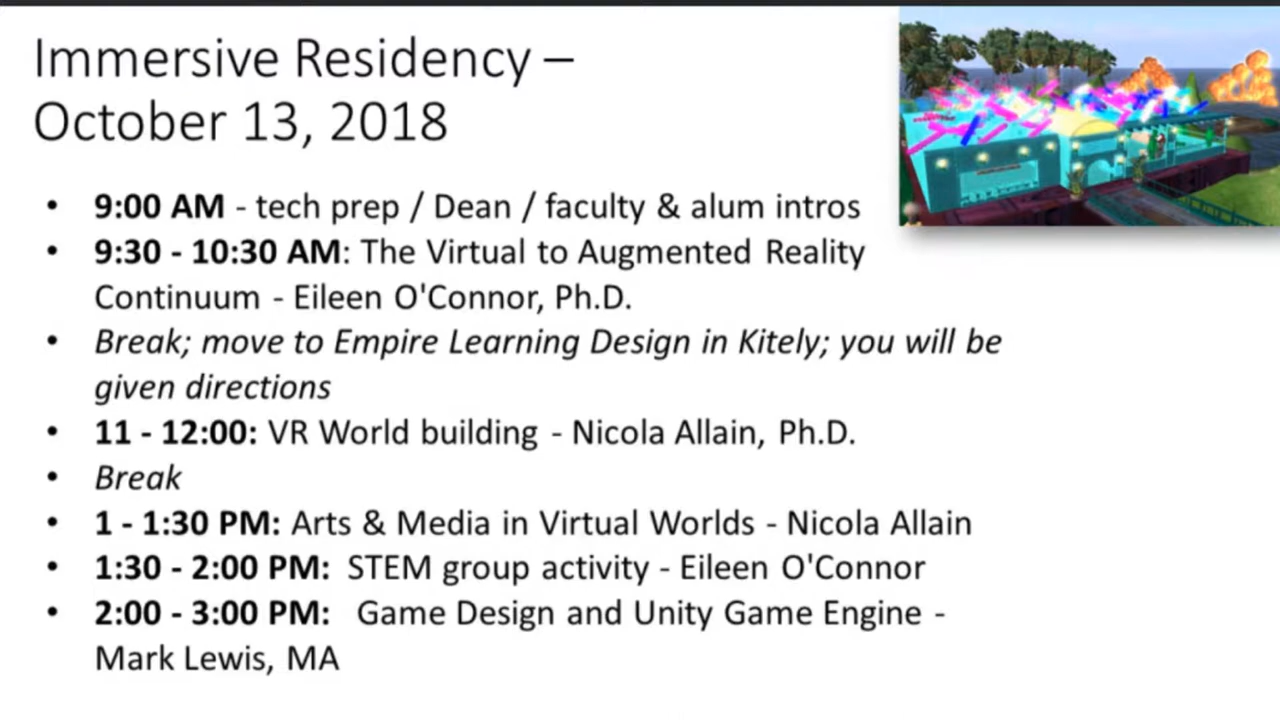 Immersive Residency –
October 13, 2018
• 9:00 AM - tech prep / Dean / faculty & alum intros
• 9:30 - 10:30 AM: The Virtual to Augmented Reality
Continuum - Eileen O'Connor, Ph.D.
• Break; move to Empire Learning Design in Kitely; you will be
given directions
• 11 - 12:00: VR World building - Nicola Allain, Ph.D.
• Break
• 1 - 1:30 PM: Arts & Media in Virtual Worlds - Nicola Allain
• 1:30 - 2:00 PM: STEM group activity - Eileen O'Connor
• 2:00 - 3:00 PM: Game Design and Unity Game Engine -
Mark Lewis, MA